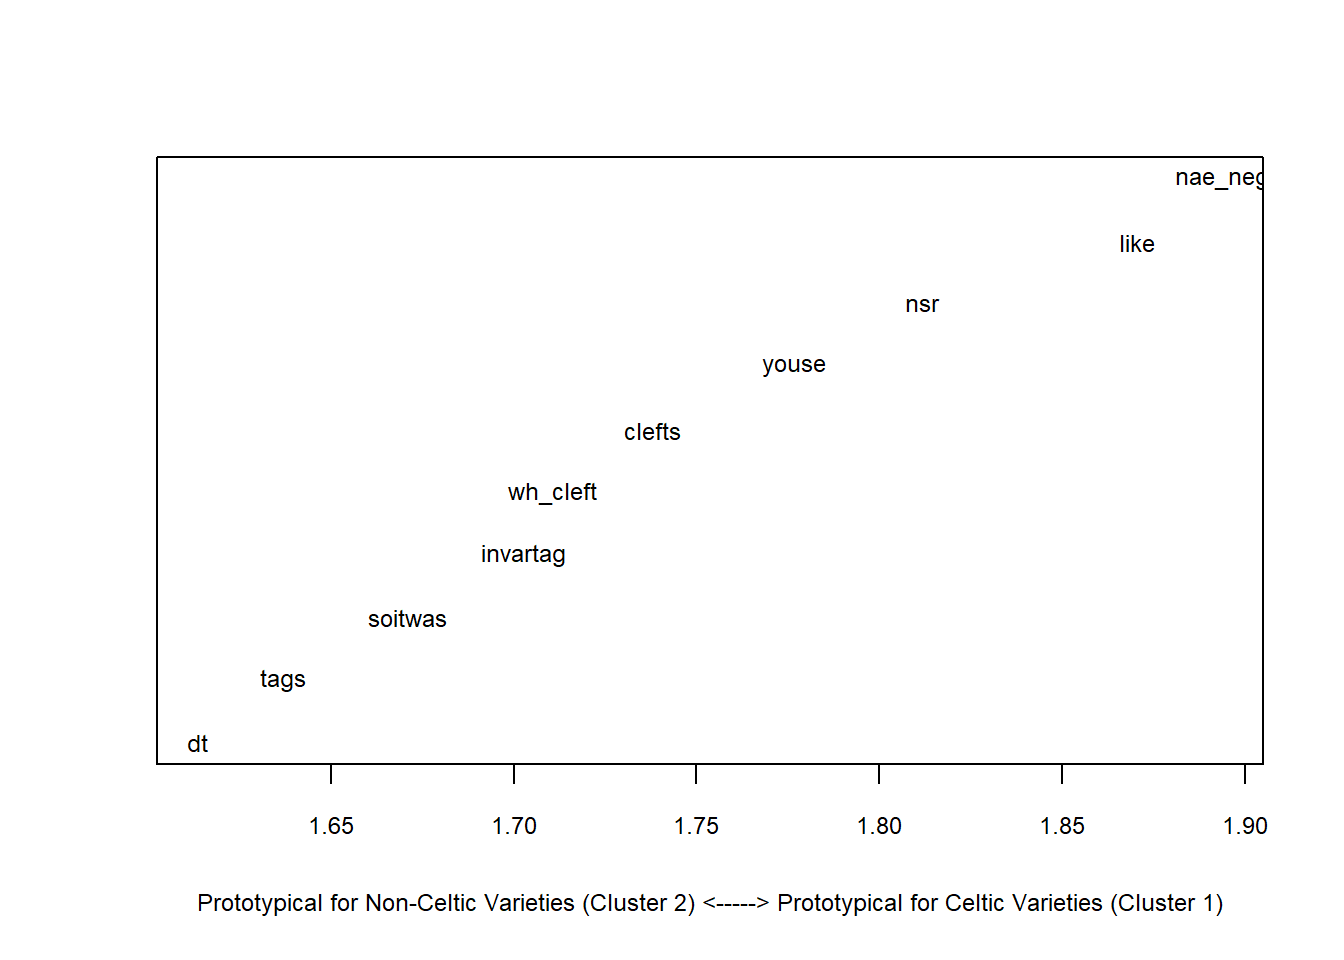 nae_neg
like
nsr
youse
clefts
wh_cleft
invartag
soitwas
tags
dt
1.65 1.70 1.75 1.80 1.85 1.90
Prototypical for Non-Celtic Varieties (Cluster 2) <-----> Prototypical for Celtic Varieties (Cluster 1)